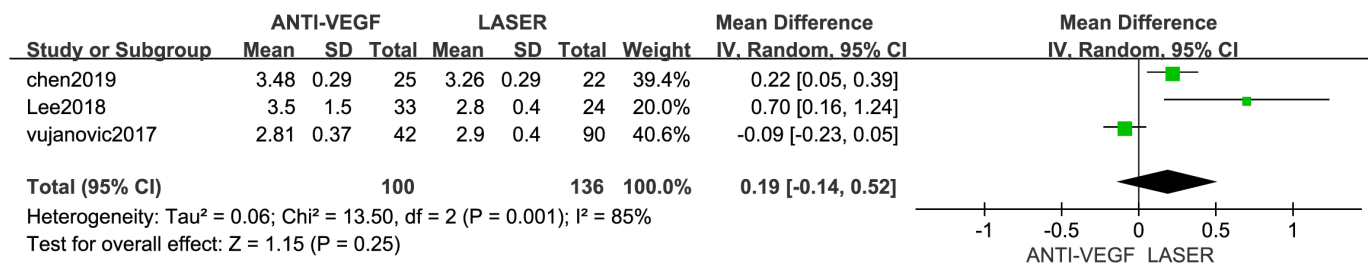 ANTI-VEGF LASER Mean Difference Mean Difference
Study or Subgroup Mean SD Total Mean SD Total Weight IV, Random, 95% CI IV, Random, 95% CI
chen2019 3.48 0.29 25 3.26 0.29 22 39.4% 0.22 [0.05, 0.39]
Lee2018 3.5 1.5 33 2.8 0.4 24 20.0% 0.70 [0.16, 1.24]
vujanovic2017 2.81 0.37 42 2.9 0.4 90 40.6% -0.09 [-0.23, 0.05]
Total (95% CI) 100 136 100.0% 0.19 [-0.14, 0.52]
Heterogeneity: Tau² = 0.06; Chi² = 13.50, df = 2 (P = 0.001); I² = 85%
Test for overall effect: Z = 1.15 (P = 0.25)
-1 -0.5 0 0.5 1
ANTI-VEGF LASER